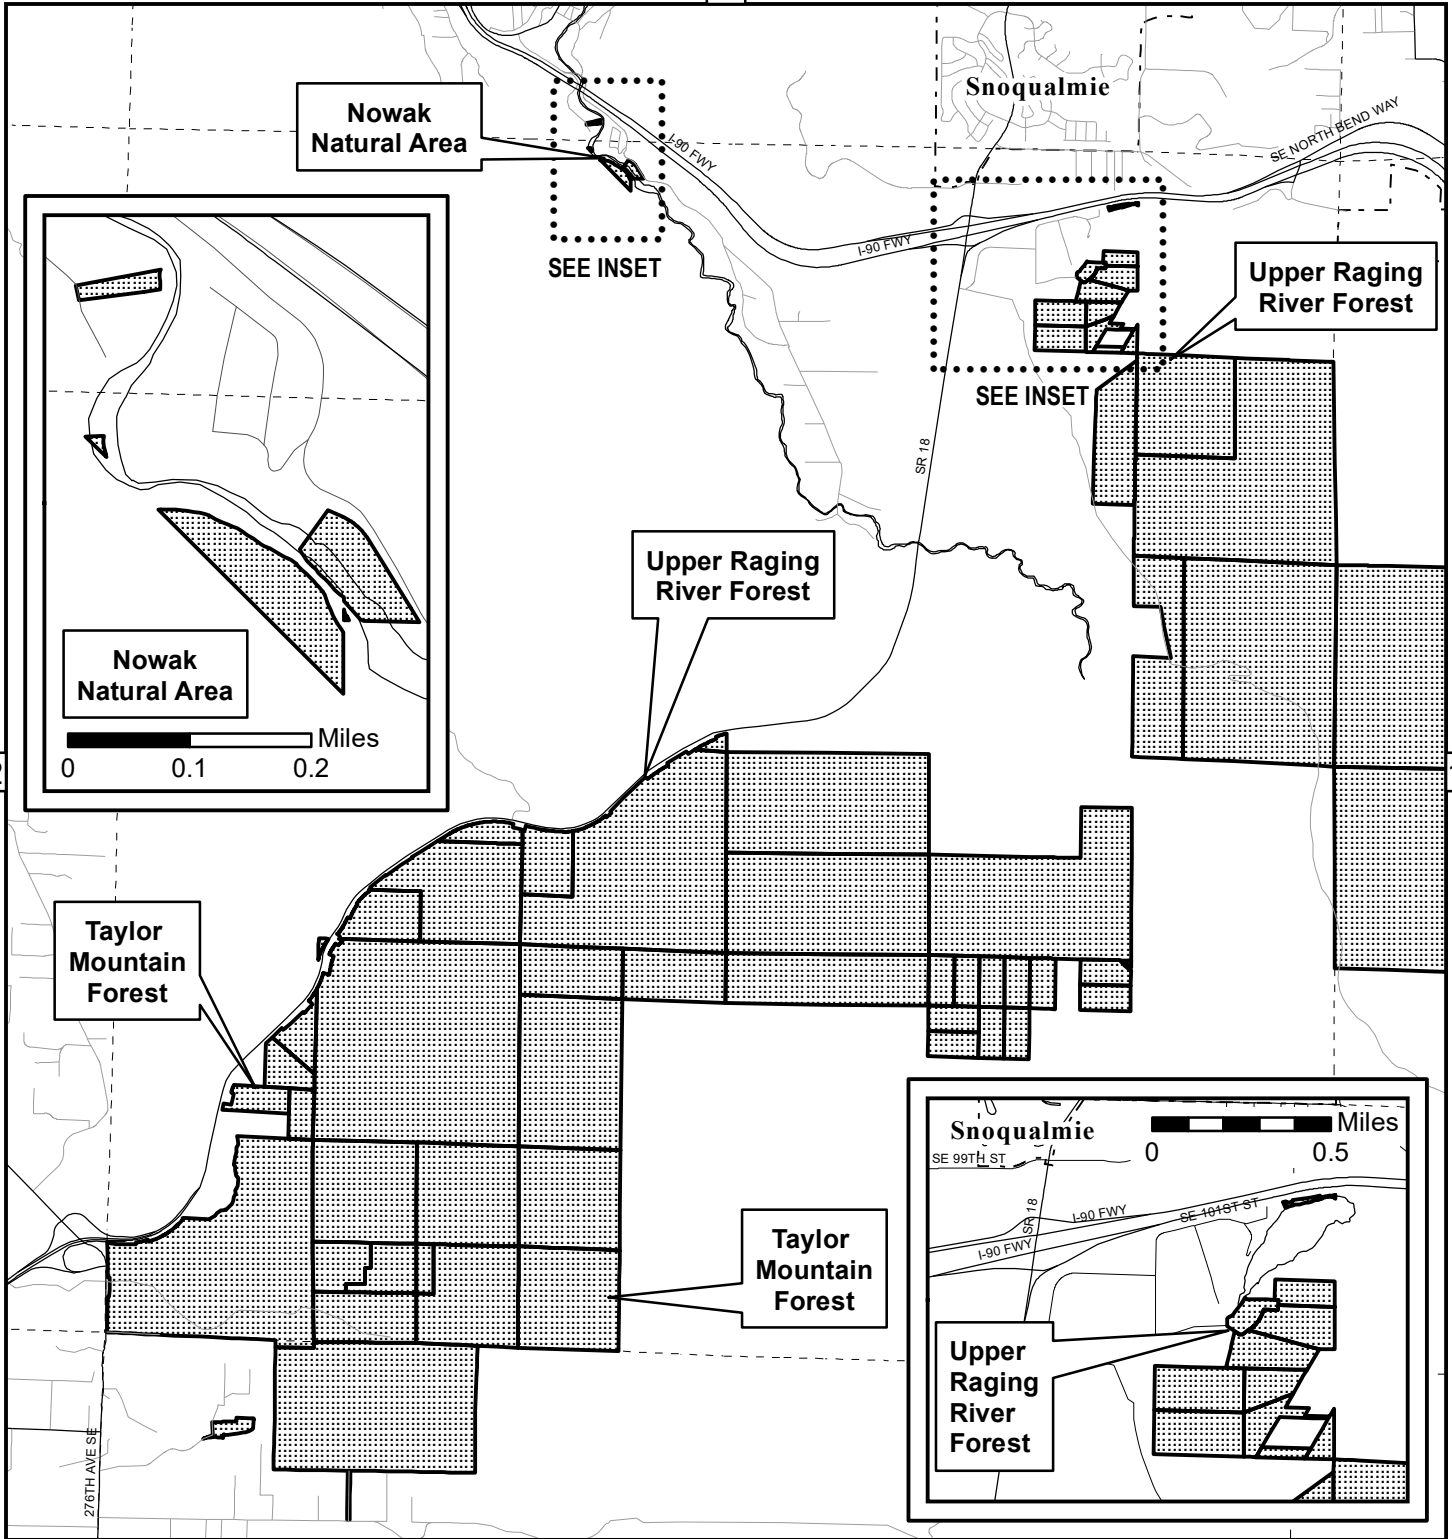 Snoqualmie
Nowak
Natural Area
I-90 FWY
SE NORTH BEND WAY
SEE INSET
I-90 FWY
Upper Raging
River Forest
SEE INSET
SR 18
Upper Raging
River Forest
Nowak
Natural Area
Miles
0 0.1 0.2
Taylor
Mountain
Forest
Taylor
Mountain
Forest
276TH AVE SE
Snoqualmie
Miles
0 0.5
SE 99TH ST
SR 18
I-90 FWY
SE 101ST ST
I-90 FWY
Upper
Raging
River
Forest